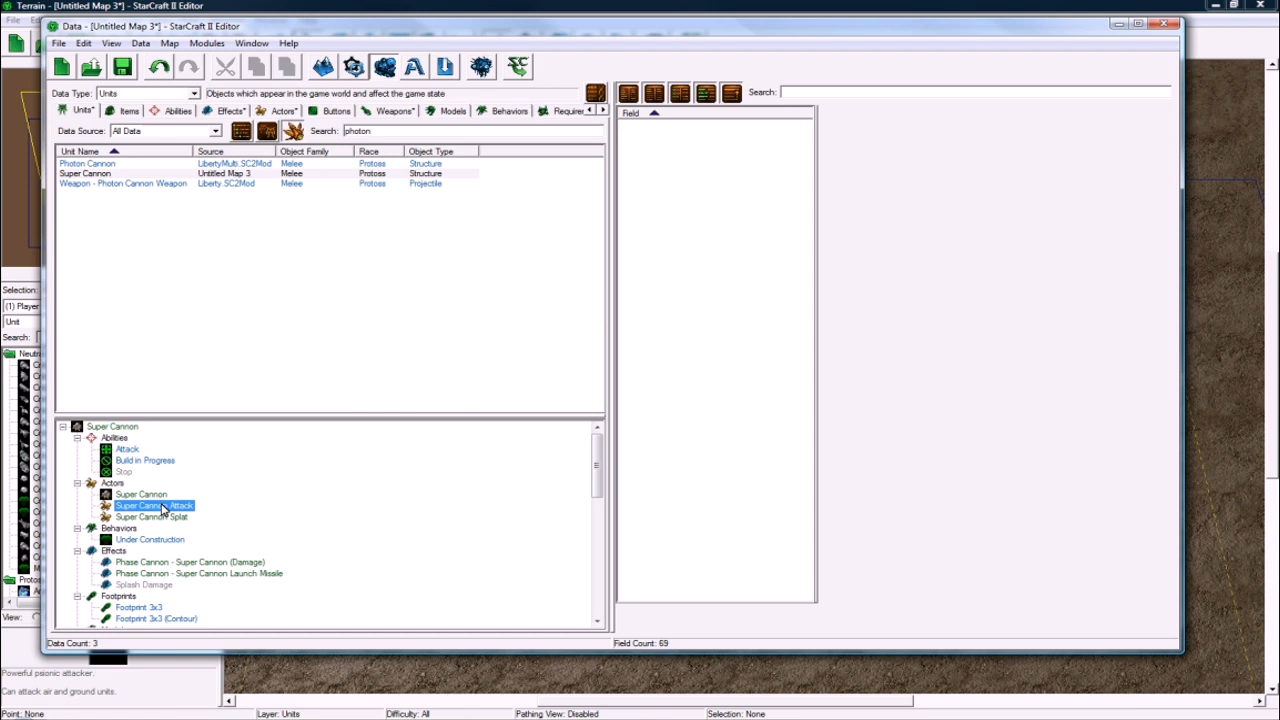 Terrain - [Untitled Map 3*] - StarCraft II Editor
Data - [Untitled Map 3*] - StarCraft II Editor
File Edit View Data Map Modules Window Help
Data Type: Units Objects which appear in the game world and affect the game state
Search:
Units* Items Abilities Effects* Actors* Buttons Weapons* Models Behaviors Require
Field
Data Source: All Data Search: photon
Unit Name Source Object Family Race Object Type
Photon Cannon LibertyMulti.SC2Mod Melee Protoss Structure
Super Cannon Untitled Map 3 Melee Protoss Structure
Weapon - Photon Cannon Weapon Liberty.SC2Mod Melee Protoss Projectile
Selection:
(1) Player
Unit
Search:
Neutra
Protos
View:
Super Cannon
Abilities
Attack
Build in Progress
Stop
Actors
Super Cannon
Super Cannon Attack
Super Cannon Splat
Behaviors
Under Construction
Effects
Phase Cannon - Super Cannon (Damage)
Phase Cannon - Super Cannon Launch Missile
Splash Damage
Footprints
Footprint 3x3
Footprint 3x3 (Contour)
Data Count: 3 Field Count: 69
Powerful psionic attacker.
Can attack air and ground units.
Point: None Layer: Units Difficulty: All Pathing View: Disabled Selection: None